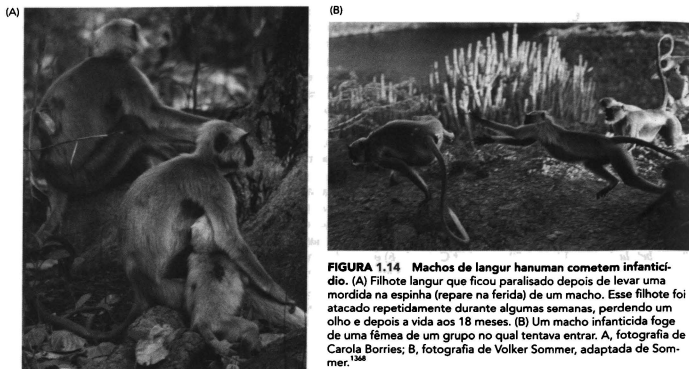 (A)
(B)
FIGURA 1.14 Machos de langur hanuman cometem infanticí-
dio. (A) Filhote langur que ficou paralisado depois de levar uma
mordida na espinha (repare na ferida) de um macho. Esse filhote foi
atacado repetidamente durante algumas semanas, perdendo um
olho e depois a vida aos 18 meses. (B) Um macho infanticida foge
de uma fêmea de um grupo no qual tentava entrar. A, fotografia de
Carola Borries; B, fotografia de Volker Sommer, adaptada de Som-
mer.1368